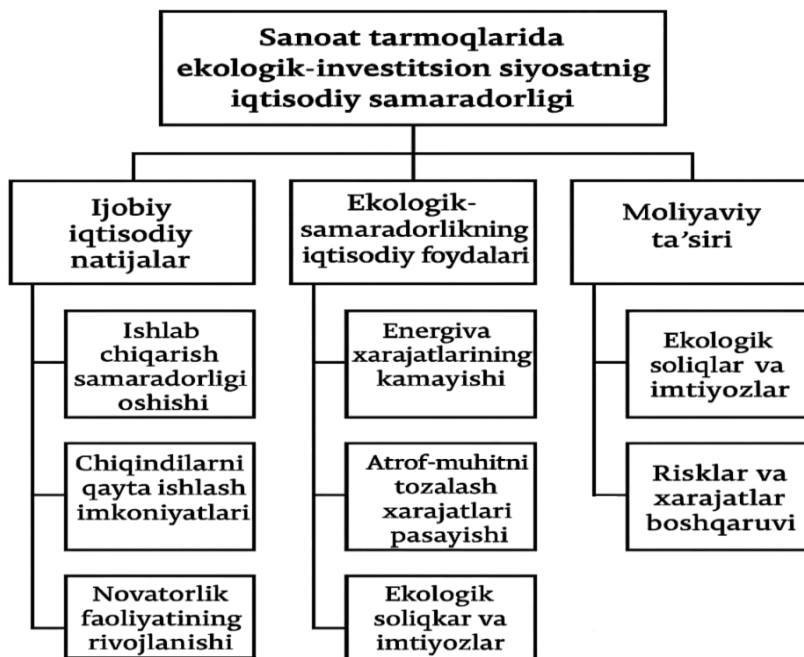 Sanoat tarmoqlarida
ekologik-investitsion siyosatnig
iqtisodiy samaradorligi
Ijobiy
iqtisodiy
natijalar
Ishlab
chiqarish
samaradorligi
oshishi
Chiqindilarni
qayta ishlash
imkoniyatlari
Novatorlik
faoliyatining
rivojlanishi
Ekologik-
samaradorlikning
iqtisodiy foydalari
Energiva
xarajatlarining
kamayishi
Atrof-muhitni
tozalash
xarajatlari
pasayishi
Ekologik
soliqkar va
imtiyozlar
Moliyaviy
ta’siri
Ekologik
soliqlar va
imtiyozlar
Risklar va
xarajatlar
boshqaruvi